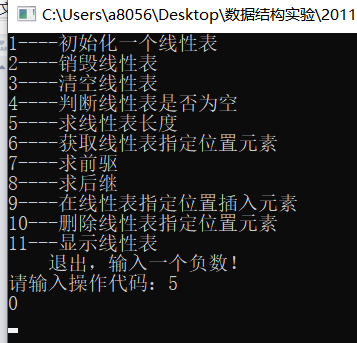 C:\Users\a8056\Desktop\数据结构实验\2011
1----初始化一个线性表
2----销毁线性表
3----清空线性表
4----判断线性表是否为空
5----求线性表长度
6----获取线性表指定位置元素
7----求前驱
8----求后继
9----在线性表指定位置插入元素
10---删除线性表指定位置元素
11---显示线性表
退出，输入一个负数！
请输入操作代码：5
0